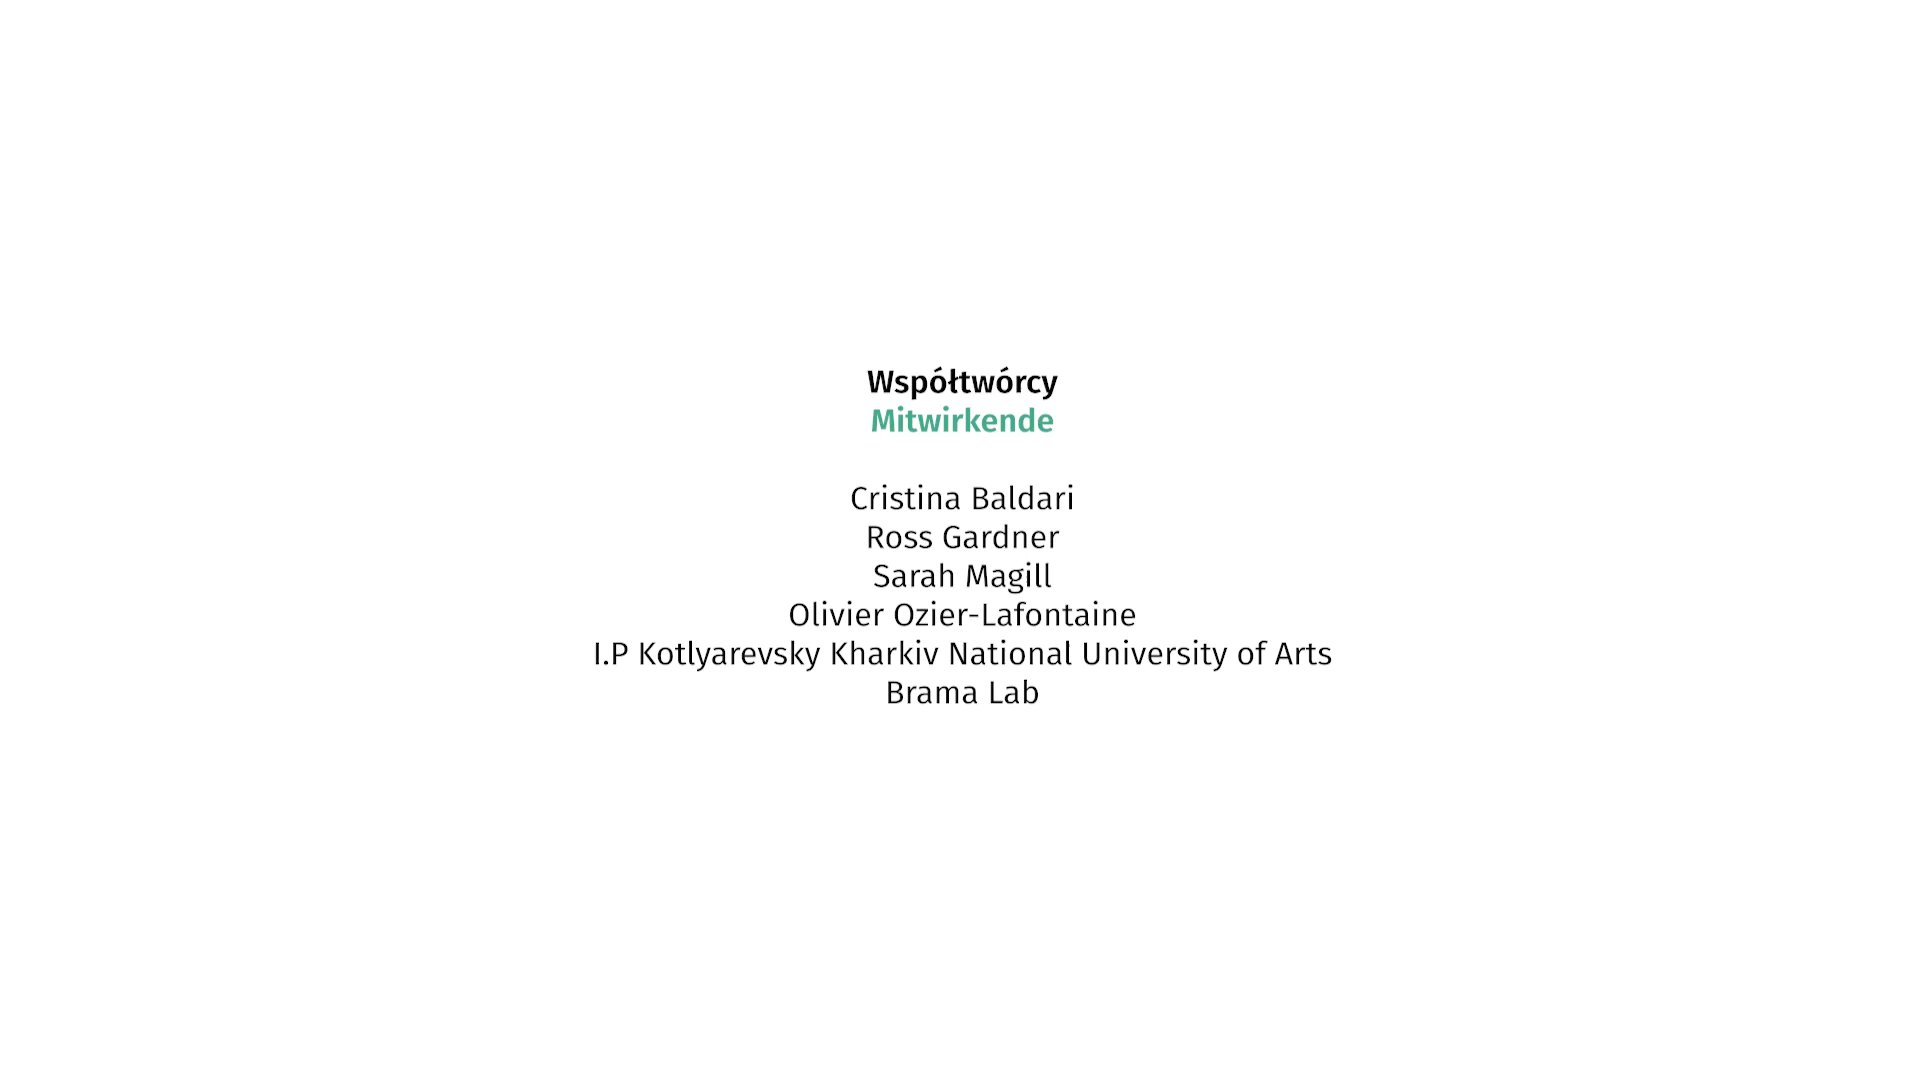 Współtwórcy
Mitwirkende
Cristina Baldari
Ross Gardner
Sarah Magill
Olivier Ozier-Lafontaine
I.P Kotlyarevsky Kharkiv National University of Arts
Brama Lab